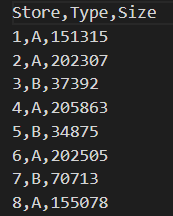 Store,Type,Size
1,A,151315
2,A,202307
3,B,37392
4,A,205863
5,B,34875
6,A,202505
7,B,70713
8,A,155078